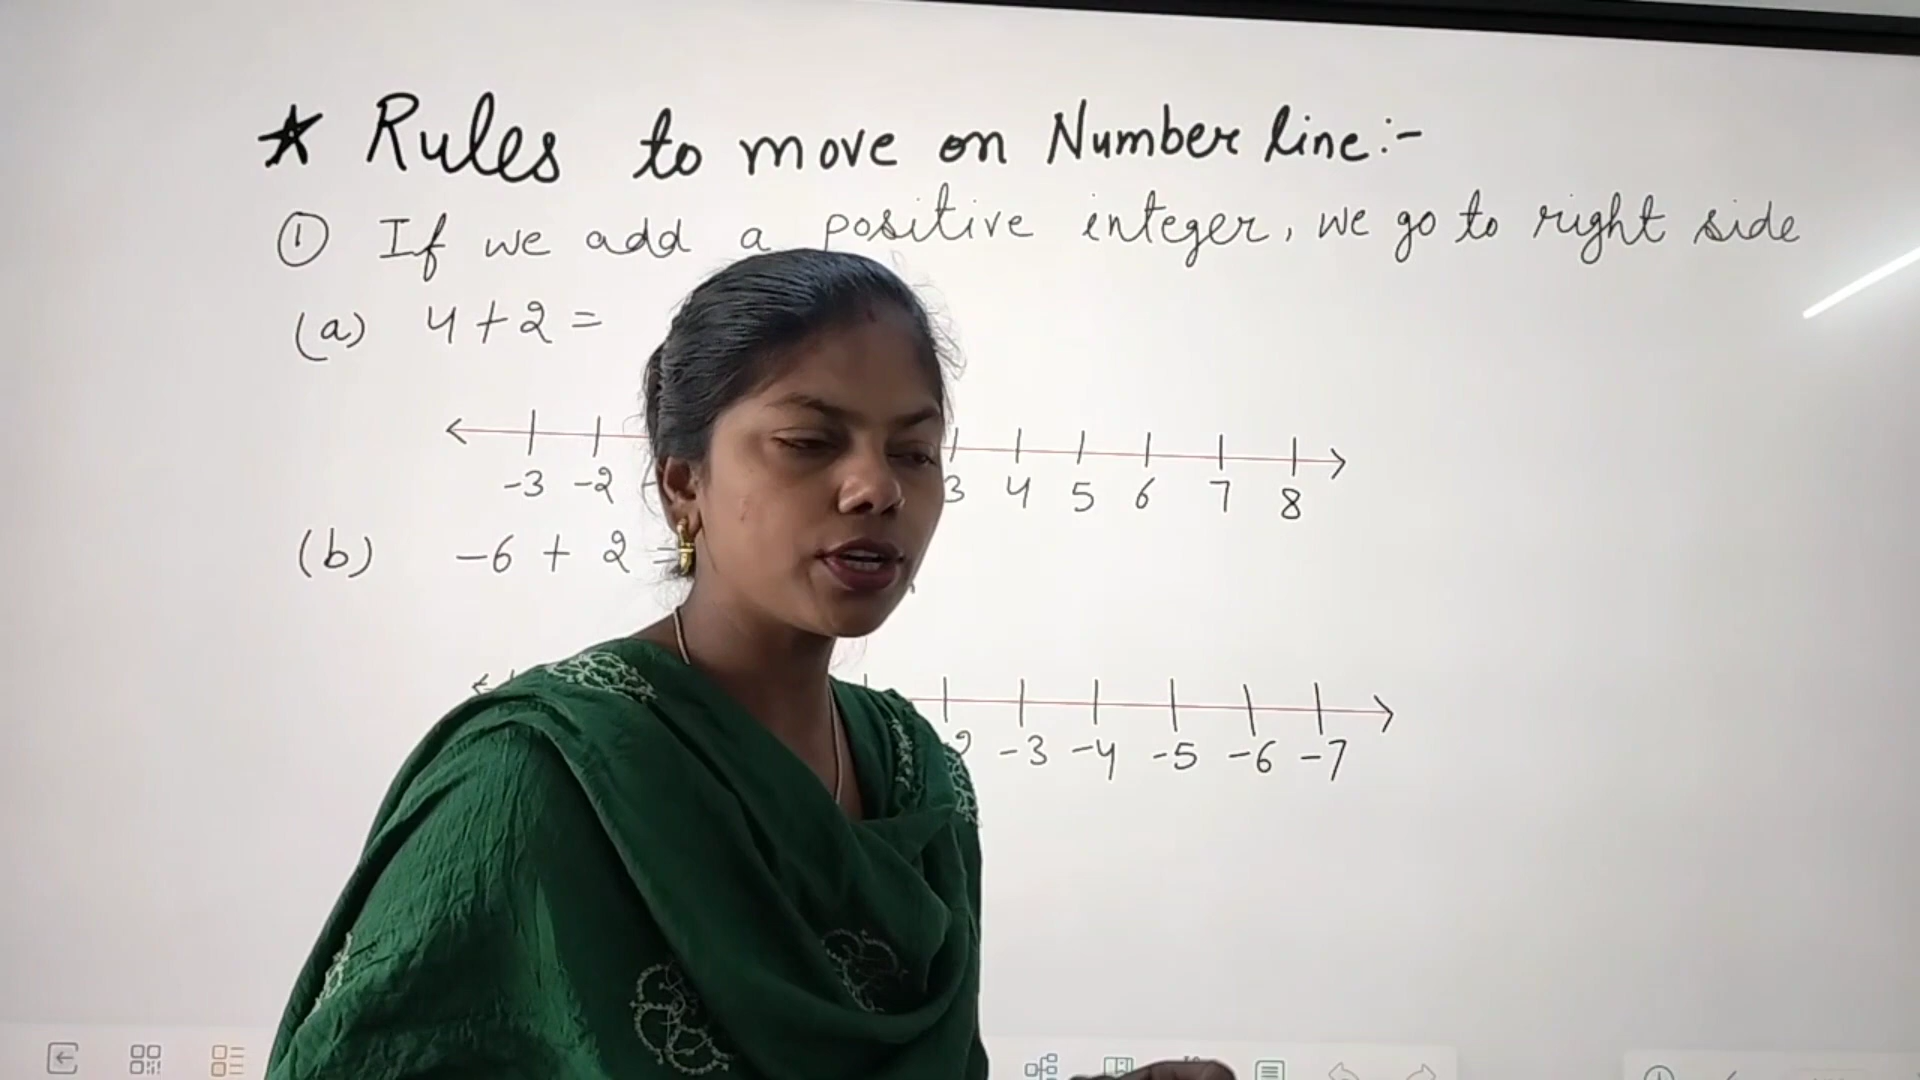 ★ Rules to move on Number line:-
① If we add a positive integer, we go to right side
(a) 4+2=
-3 -2 3 4 5 6 7 8
(b) -6 + 2 =
-3 -4 -5 -6 -7